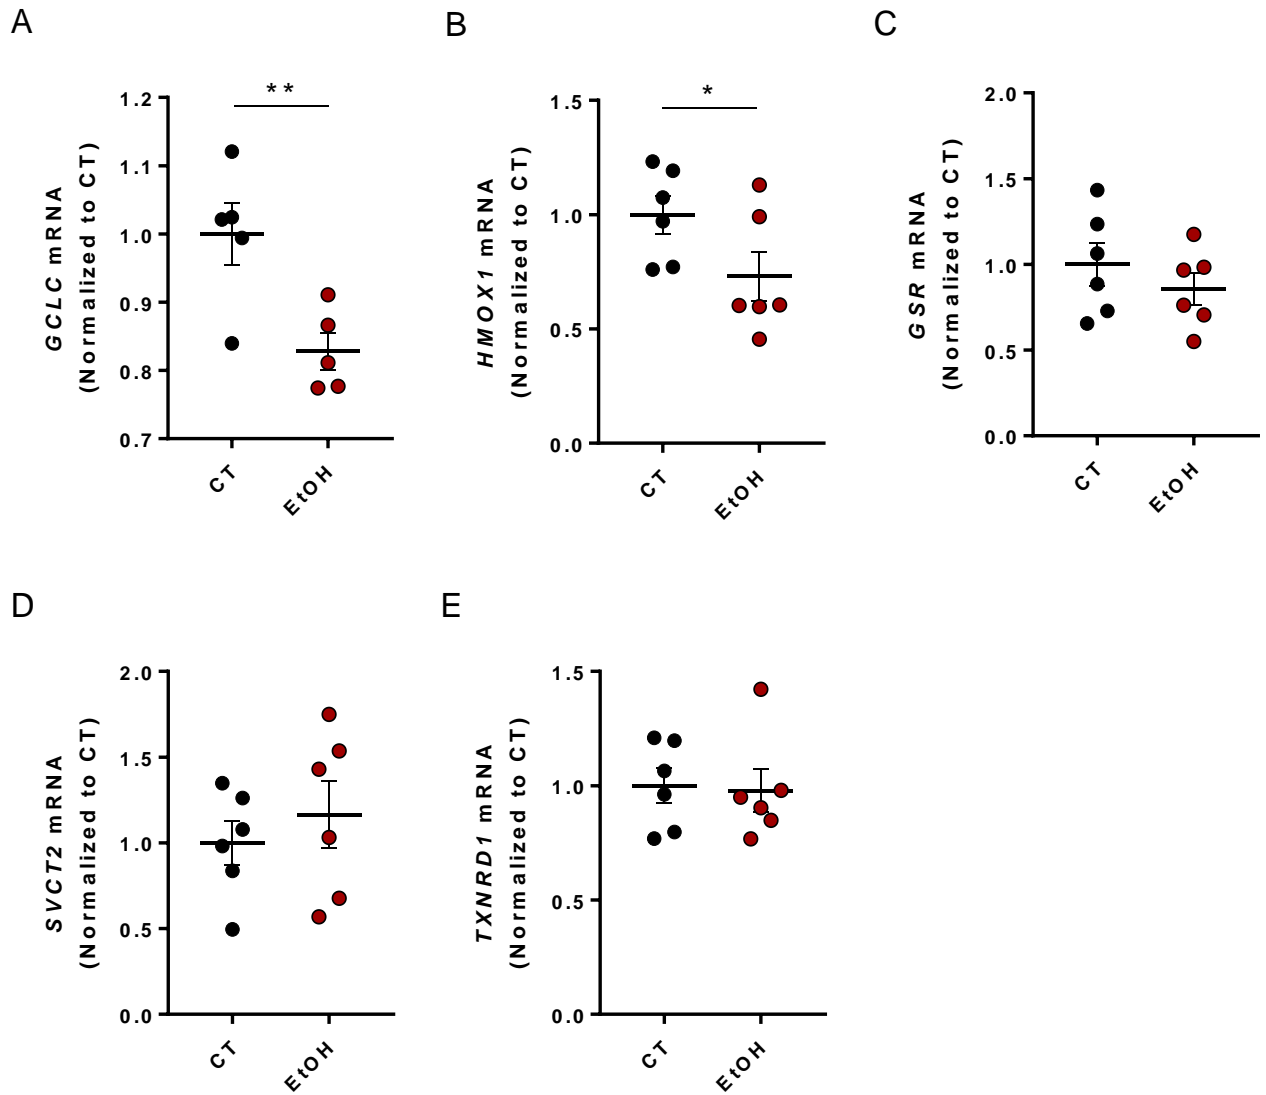 A
GCLC mRNA
(Normalized to CT)
1.2
1.1
1.0
0.9
0.8
0.7
**
CT
EtOH
B
HMOX1 mRNA
(Normalized to CT)
1.5
1.0
0.5
0.0
*
CT
EtOH
C
GSR mRNA
(Normalized to CT)
2.0
1.5
1.0
0.5
0.0
CT
EtOH
D
SVCT2 mRNA
(Normalized to CT)
2.0
1.5
1.0
0.5
0.0
CT
EtOH
E
TXNRD1 mRNA
(Normalized to CT)
1.5
1.0
0.5
0.0
CT
EtOH